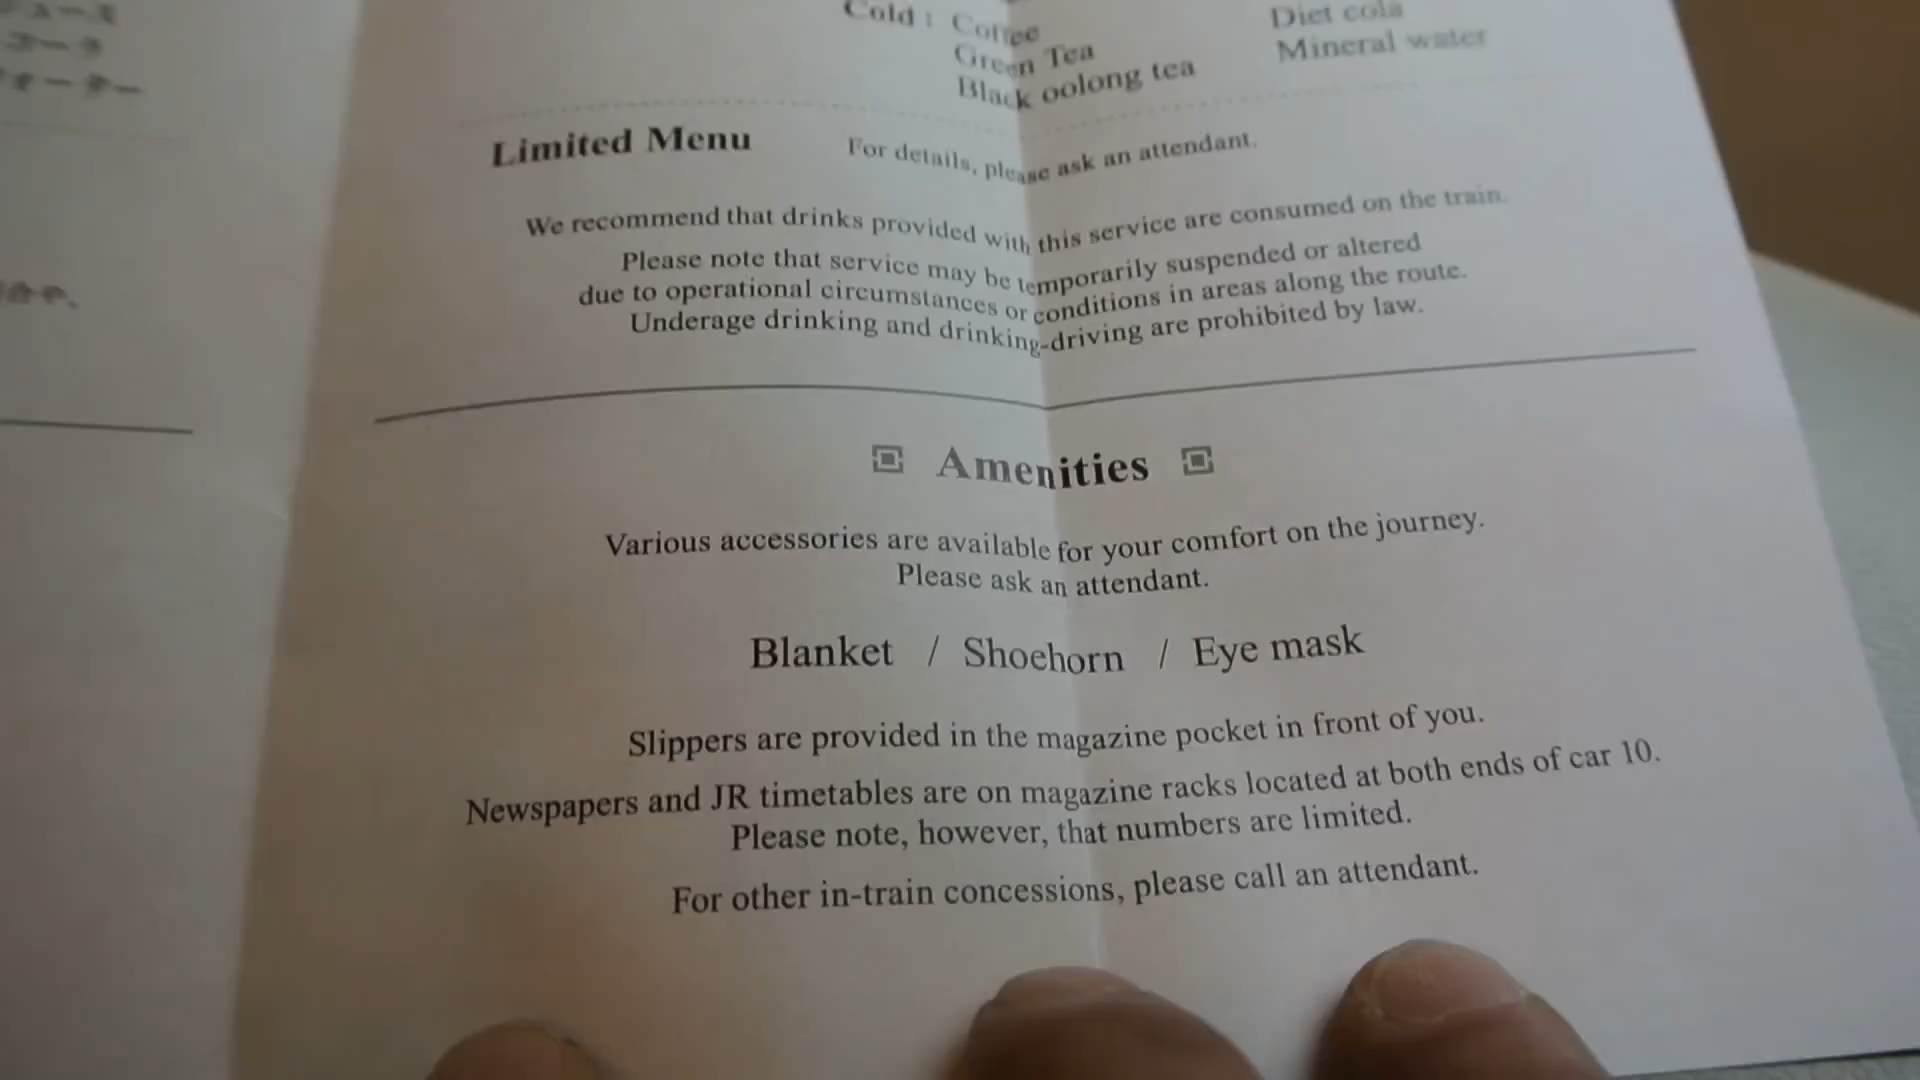 Cold : Coffee
Green Tea
Black oolong tea
Diet cola
Mineral water
Limited Menu For details, please ask an attendant.
We recommend that drinks provided with this service are consumed on the train.
Please note that service may be temporarily suspended or altered
due to operational circumstances or conditions in areas along the route.
Underage drinking and drinking-driving are prohibited by law.
Amenities
Various accessories are available for your comfort on the journey.
Please ask an attendant.
Blanket / Shoehorn / Eye mask
Slippers are provided in the magazine pocket in front of you.
Newspapers and JR timetables are on magazine racks located at both ends of car 10.
Please note, however, that numbers are limited.
For other in-train concessions, please call an attendant.